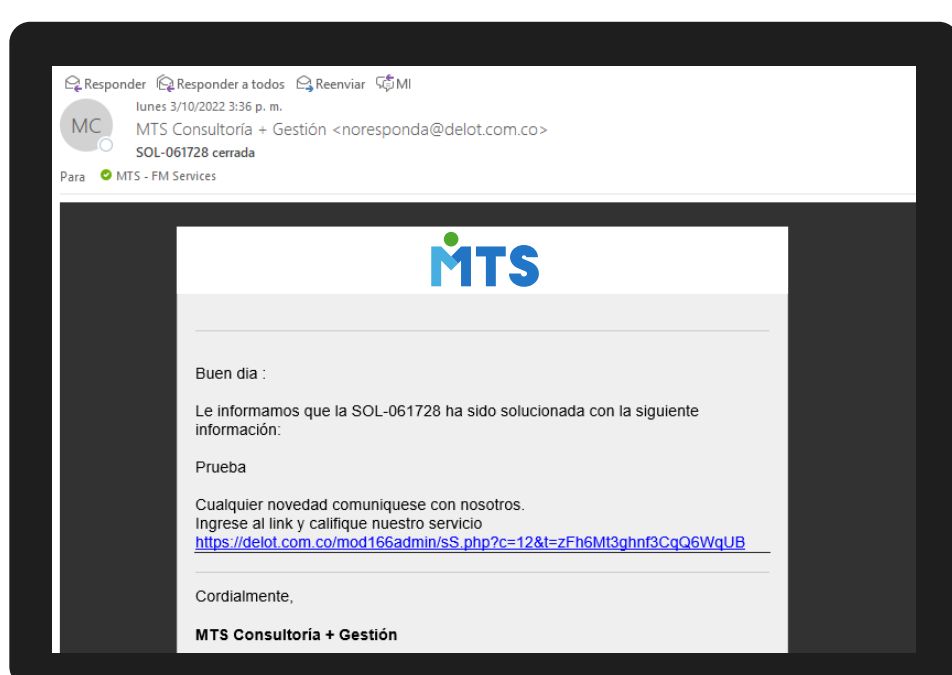 Responder Responder a todos Reenviar MI
lunes 3/10/2022 3:36 p. m.
MC
MTS Consultoría + Gestión <noresponda@delot.com.co>
SOL-061728 cerrada
Para MTS - FM Services
MTS
Buen dia :
Le informamos que la SOL-061728 ha sido solucionada con la siguiente
información:
Prueba
Cualquier novedad comuniquese con nosotros.
Ingrese al link y califique nuestro servicio
https://delot.com.co/mod166admin/sS.php?c=12&t=zFh6Mt3ghnf3CqQ6WqUB
Cordialmente,
MTS Consultoría + Gestión